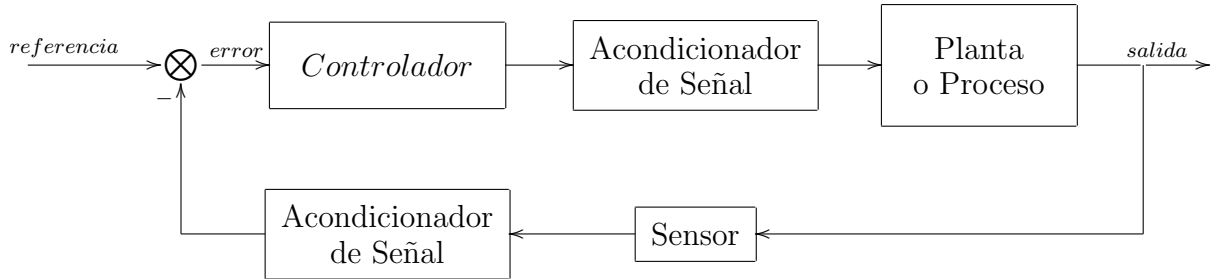 referencia
error
Controlador
Acondicionador
de Señal
Planta
o Proceso
salida
−
Acondicionador
de Señal
Sensor